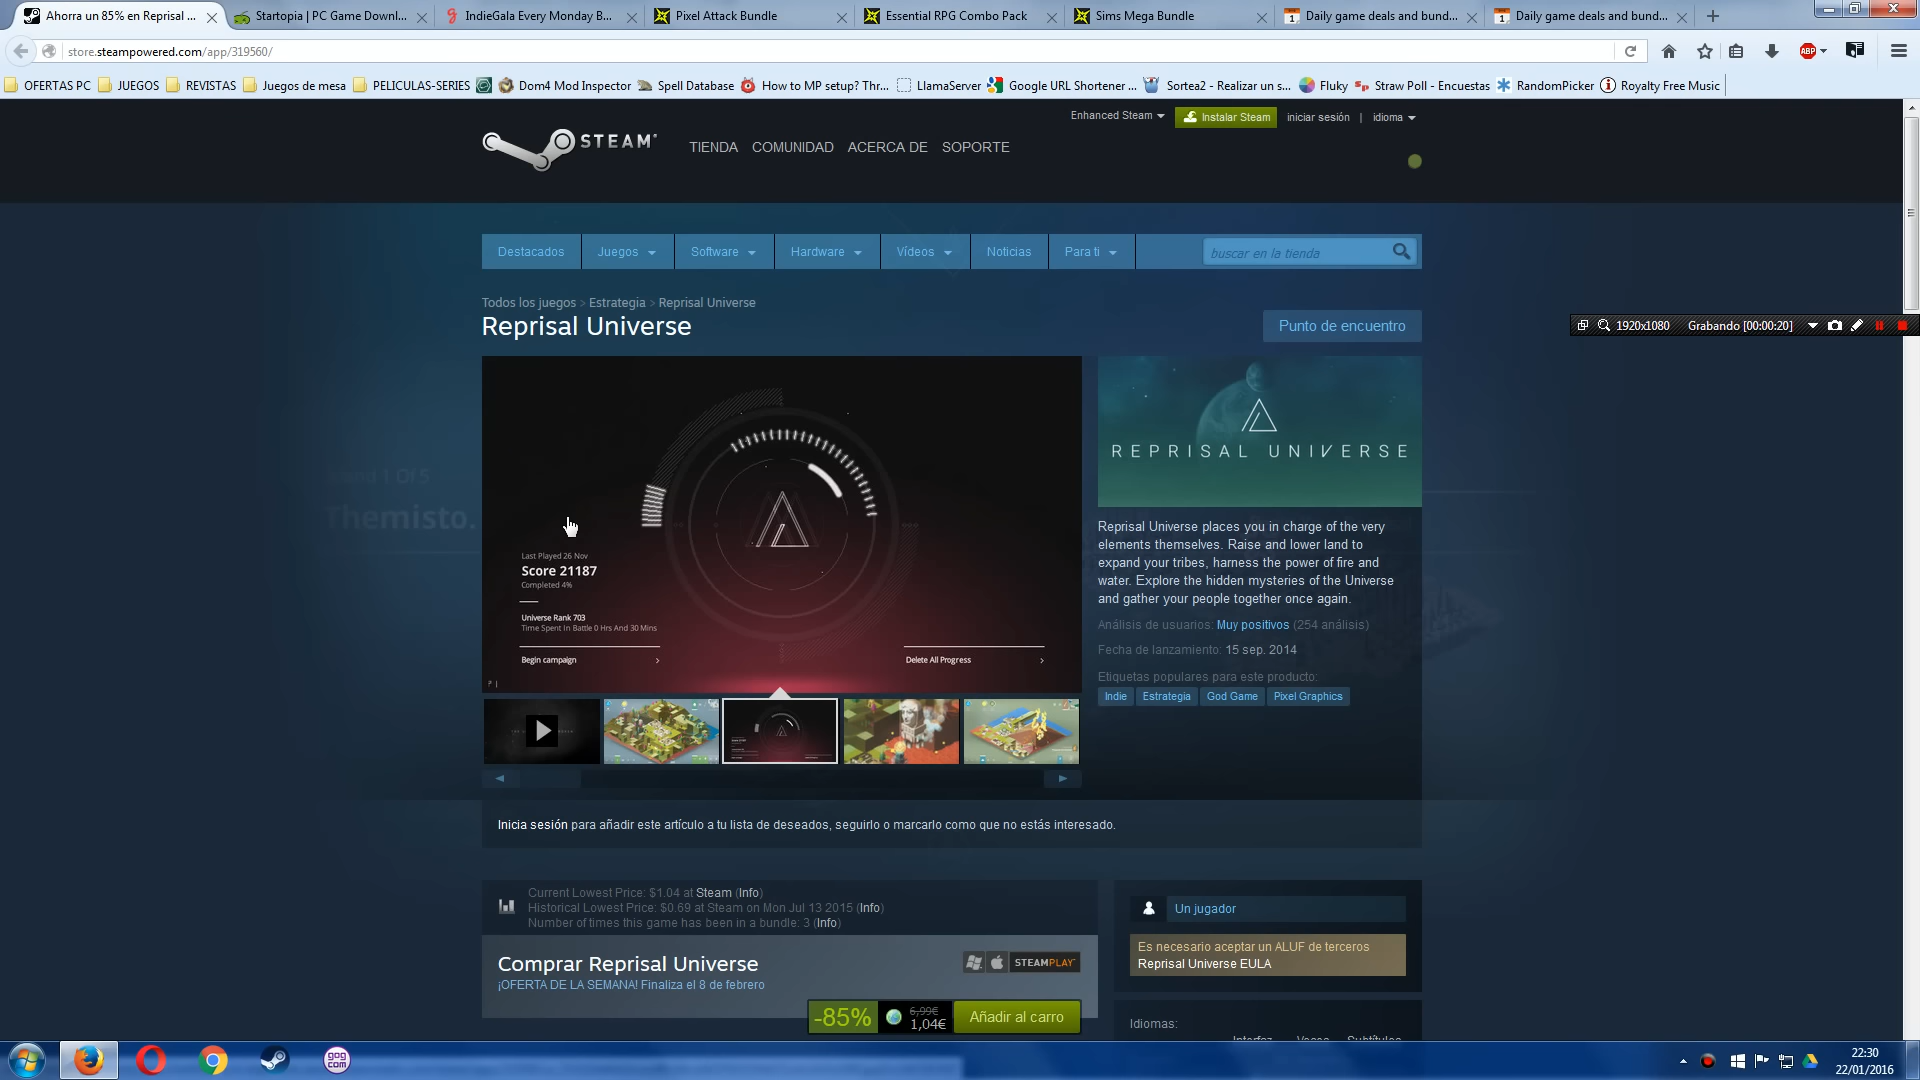 Ahorra un 85% en Reprisal ...
Startopia | PC Game Downl...
IndieGala Every Monday B...
Pixel Attack Bundle
Essential RPG Combo Pack
Sims Mega Bundle
Daily game deals and bund...
Daily game deals and bund...
store.steampowered.com/app/319560/
OFERTAS PC
JUEGOS
REVISTAS
Juegos de mesa
PELICULAS-SERIES
Dom4 Mod Inspector
Spell Database
How to MP setup? Thr...
LlamaServer
Google URL Shortener ...
Sortea2 - Realizar un s...
Fluky
Straw Poll - Encuestas
RandomPicker
Royalty Free Music
Enhanced Steam
Instalar Steam
iniciar sesión | idioma
STEAM
TIENDA COMUNIDAD ACERCA DE SOPORTE
Destacados
Juegos
Software
Hardware
Vídeos
Noticias
Para ti
buscar en la tienda
Todos los juegos > Estrategia > Reprisal Universe
Reprisal Universe
Punto de encuentro
1920x1080 Grabando [00:00:20]
REPRISAL UNIVERSE
Themisto.
Last Played 26 Nov
Score 21187
Completed 4%
Universe Rank 703
Time Spent In Battle 0 Hrs And 30 Mins
Begin campaign
Delete All Progress
Reprisal Universe places you in charge of the very
elements themselves. Raise and lower land to
expand your tribes, harness the power of fire and
water. Explore the hidden mysteries of the Universe
and gather your people together once again.
Análisis de usuarios: Muy positivos (254 análisis)
Fecha de lanzamiento: 15 sep. 2014
Etiquetas populares para este producto:
Indie
Estrategia
God Game
Pixel Graphics
Inicia sesión para añadir este artículo a tu lista de deseados, seguirlo o marcarlo como que no estás interesado.
Current Lowest Price: $1.04 at Steam (Info)
Historical Lowest Price: $0.69 at Steam on Mon Jul 13 2015 (Info)
Number of times this game has been in a bundle: 3 (Info)
Un jugador
Es necesario aceptar un ALUF de terceros
Reprisal Universe EULA
Comprar Reprisal Universe
STEAMPLAY
¡OFERTA DE LA SEMANA! Finaliza el 8 de febrero
-85%
6,99€
1,04€
Añadir al carro
Idiomas:
Interfaz Voces Subtítulos
22:30
22/01/2016